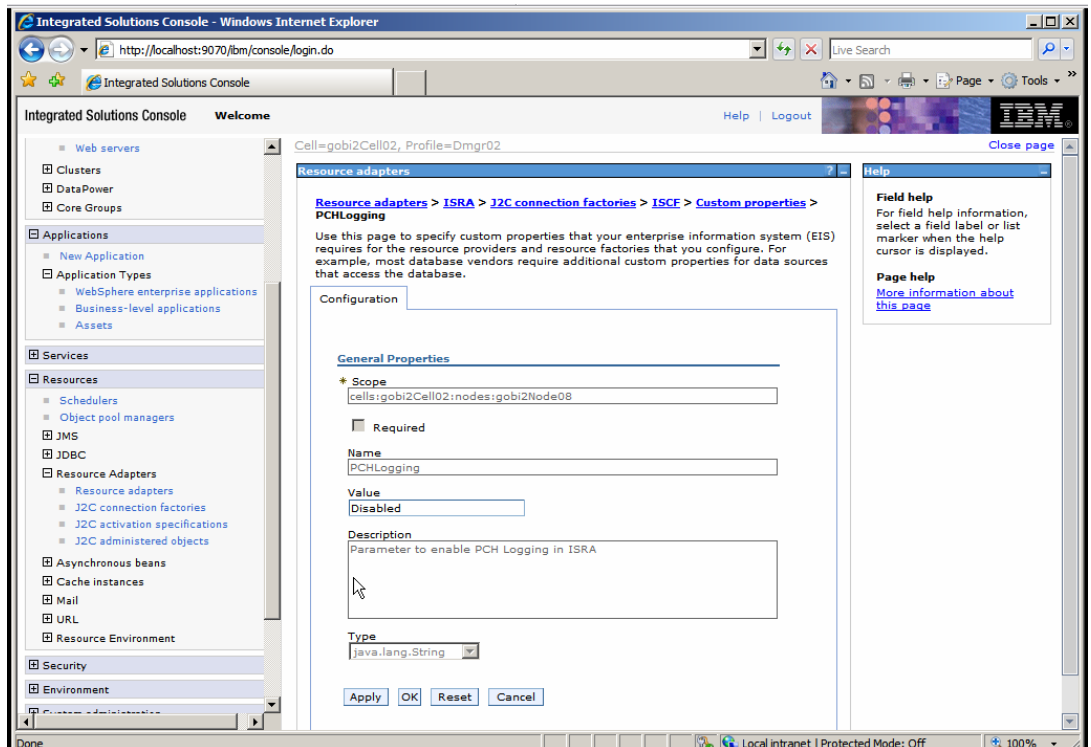 Integrated Solutions Console - Windows Internet Explorer
http://localhost:9070/ibm/console/login.do
Live Search
Integrated Solutions Console
Page
Tools
Integrated Solutions Console Welcome
Help | Logout
IBM
Web servers
Clusters
DataPower
Core Groups
Applications
New Application
Application Types
WebSphere enterprise applications
Business-level applications
Assets
Services
Resources
Schedulers
Object pool managers
JMS
JDBC
Resource Adapters
Resource adapters
J2C connection factories
J2C activation specifications
J2C administered objects
Asynchronous beans
Cache instances
Mail
URL
Resource Environment
Security
Environment
Custom administration
Cell=gobi2Cell02, Profile=Dmgr02
Close page
Resource adapters
Resource adapters > ISRA > J2C connection factories > ISCF > Custom properties >
PCHLogging
Use this page to specify custom properties that your enterprise information system (EIS)
requires for the resource providers and resource factories that you configure. For
example, most database vendors require additional custom properties for data sources
that access the database.
Configuration
General Properties
* Scope
cells:gobi2Cell02:nodes:gobi2Node08
Required
Name
PCHLogging
Value
Disabled
Description
Parameter to enable PCH Logging in ISRA
Type
java.lang.String
Apply OK Reset Cancel
Help
Field help
For field help information,
select a field label or list
marker when the help
cursor is displayed.
Page help
More information about
this page
Done
Local intranet | Protected Mode: Off
100%